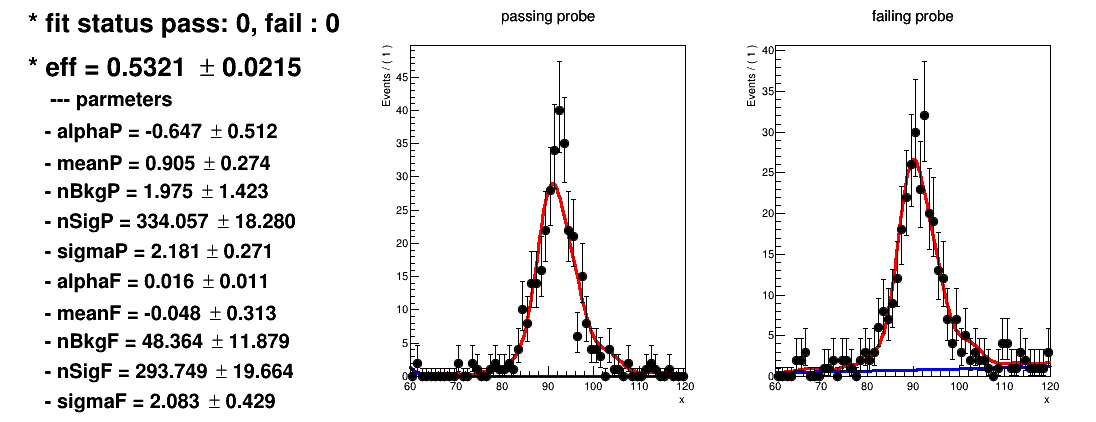 * fit status pass: 0, fail : 0
* eff = 0.5321 ± 0.0215
--- parmeters
- alphaP = -0.647 ± 0.512
- meanP = 0.905 ± 0.274
- nBkgP = 1.975 ± 1.423
- nSigP = 334.057 ± 18.280
- sigmaP = 2.181 ± 0.271
- alphaF = 0.016 ± 0.011
- meanF = -0.048 ± 0.313
- nBkgF = 48.364 ± 11.879
- nSigF = 293.749 ± 19.664
- sigmaF = 2.083 ± 0.429
passing probe
Events / ( 1 )
45
40
35
30
25
20
15
10
5
0
60 70 80 90 100 110 120
x
failing probe
Events / ( 1 )
40
35
30
25
20
15
10
5
0
60 70 80 90 100 110 120
x